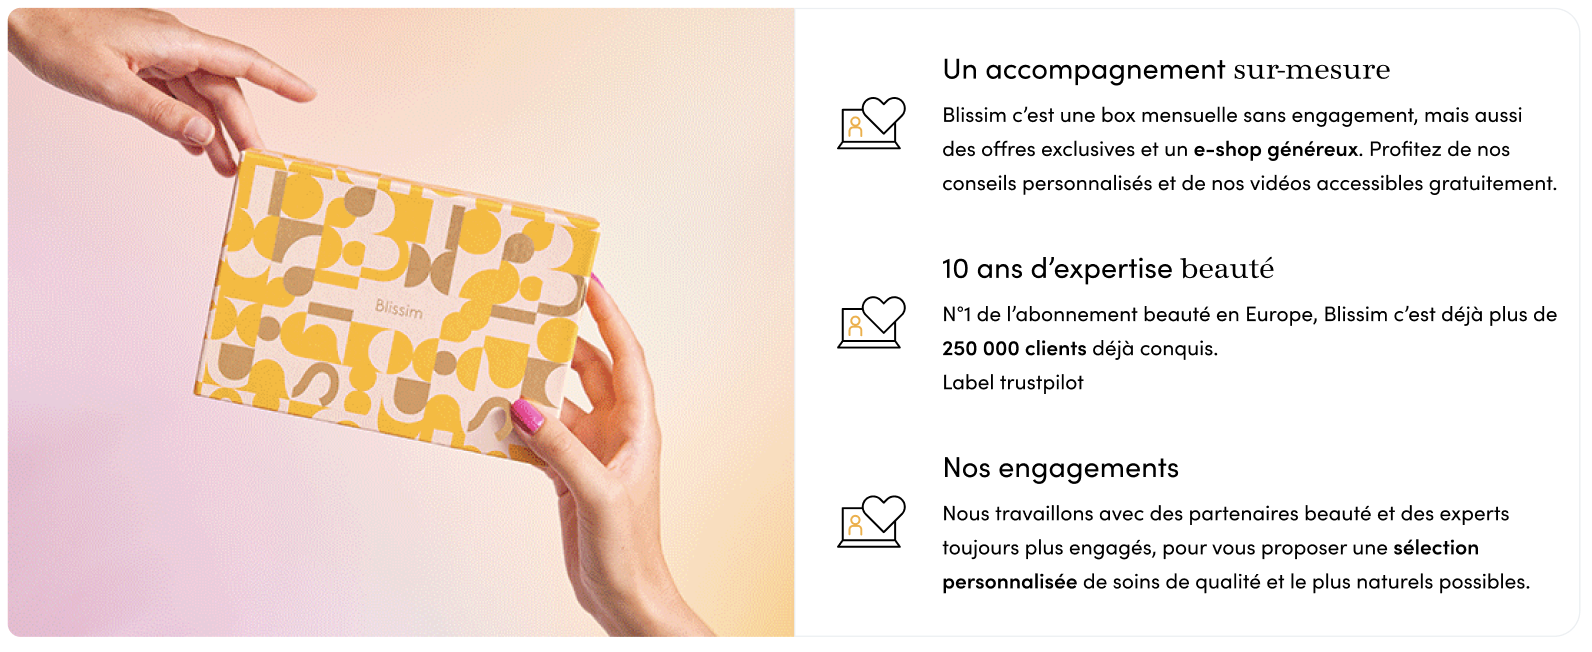 Blissim
Un accompagnement sur-mesure
Blissim c’est une box mensuelle sans engagement, mais aussi
des offres exclusives et un e-shop généreux. Profitez de nos
conseils personnalisés et de nos vidéos accessibles gratuitement.
10 ans d’expertise beauté
N°1 de l’abonnement beauté en Europe, Blissim c’est déjà plus de
250 000 clients déjà conquis.
Label trustpilot
Nos engagements
Nous travaillons avec des partenaires beauté et des experts
toujours plus engagés, pour vous proposer une sélection
personnalisée de soins de qualité et le plus naturels possibles.